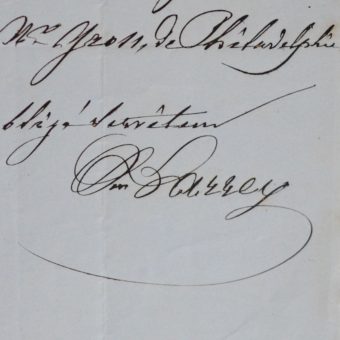 Mr Gross, de Philadelphie
bligé serviteur
Larrey